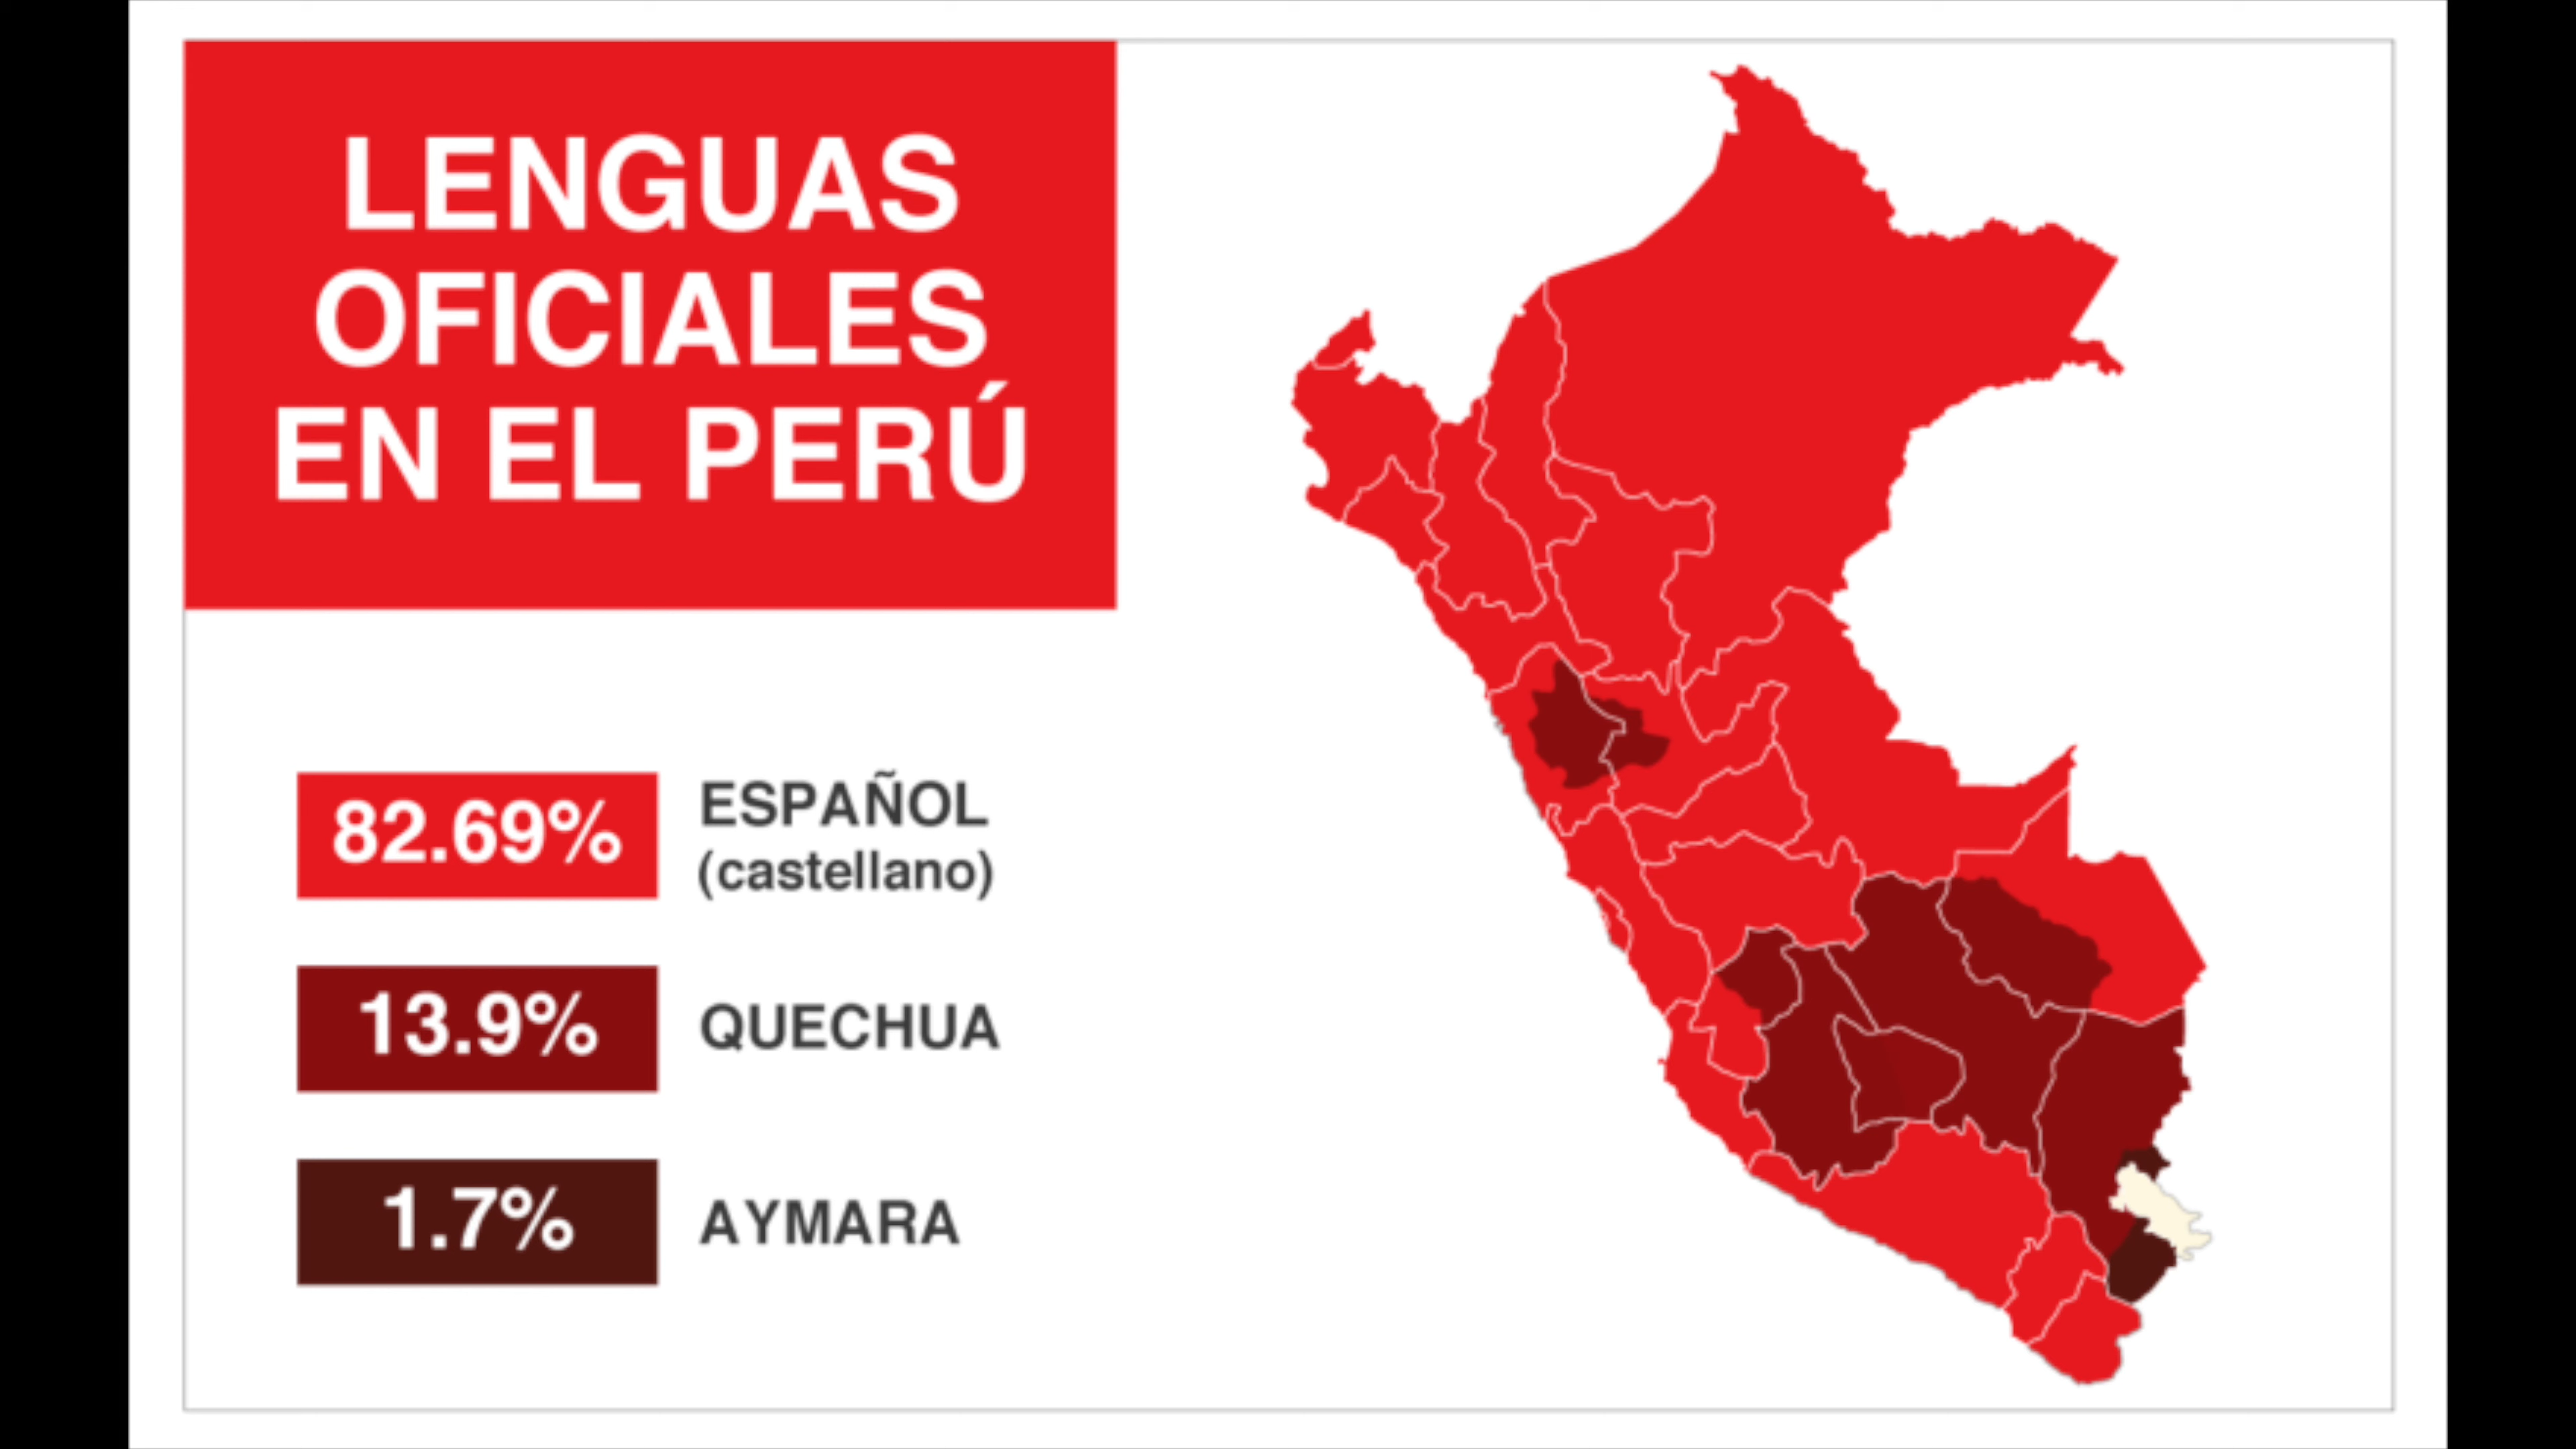 LENGUAS
OFICIALES
EN EL PERÚ
82.69%
ESPAÑOL
(castellano)
13.9%
QUECHUA
1.7%
AYMARA